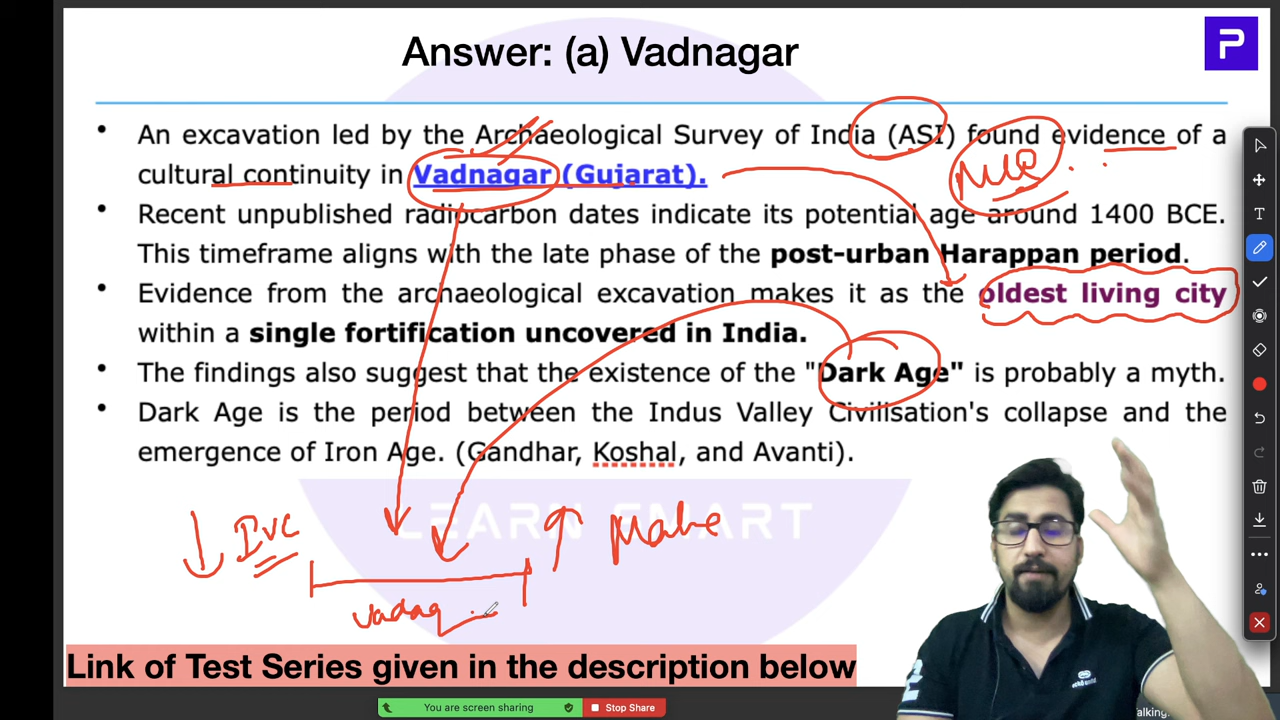 Answer: (a) Vadnagar
P
• An excavation led by the Archaeological Survey of India (ASI) found evidence of a
cultural continuity in Vadnagar (Gujarat).
• Recent unpublished radiocarbon dates indicate its potential age around 1400 BCE.
This timeframe aligns with the late phase of the post-urban Harappan period.
• Evidence from the archaeological excavation makes it as the oldest living city
within a single fortification uncovered in India.
• The findings also suggest that the existence of the "Dark Age" is probably a myth.
• Dark Age is the period between the Indus Valley Civilisation's collapse and the
emergence of Iron Age. (Gandhar, Koshal, and Avanti).
LEARN SMART
IVC
Link of Test Series given in the description below
You are screen sharing
Stop Share
Talking: